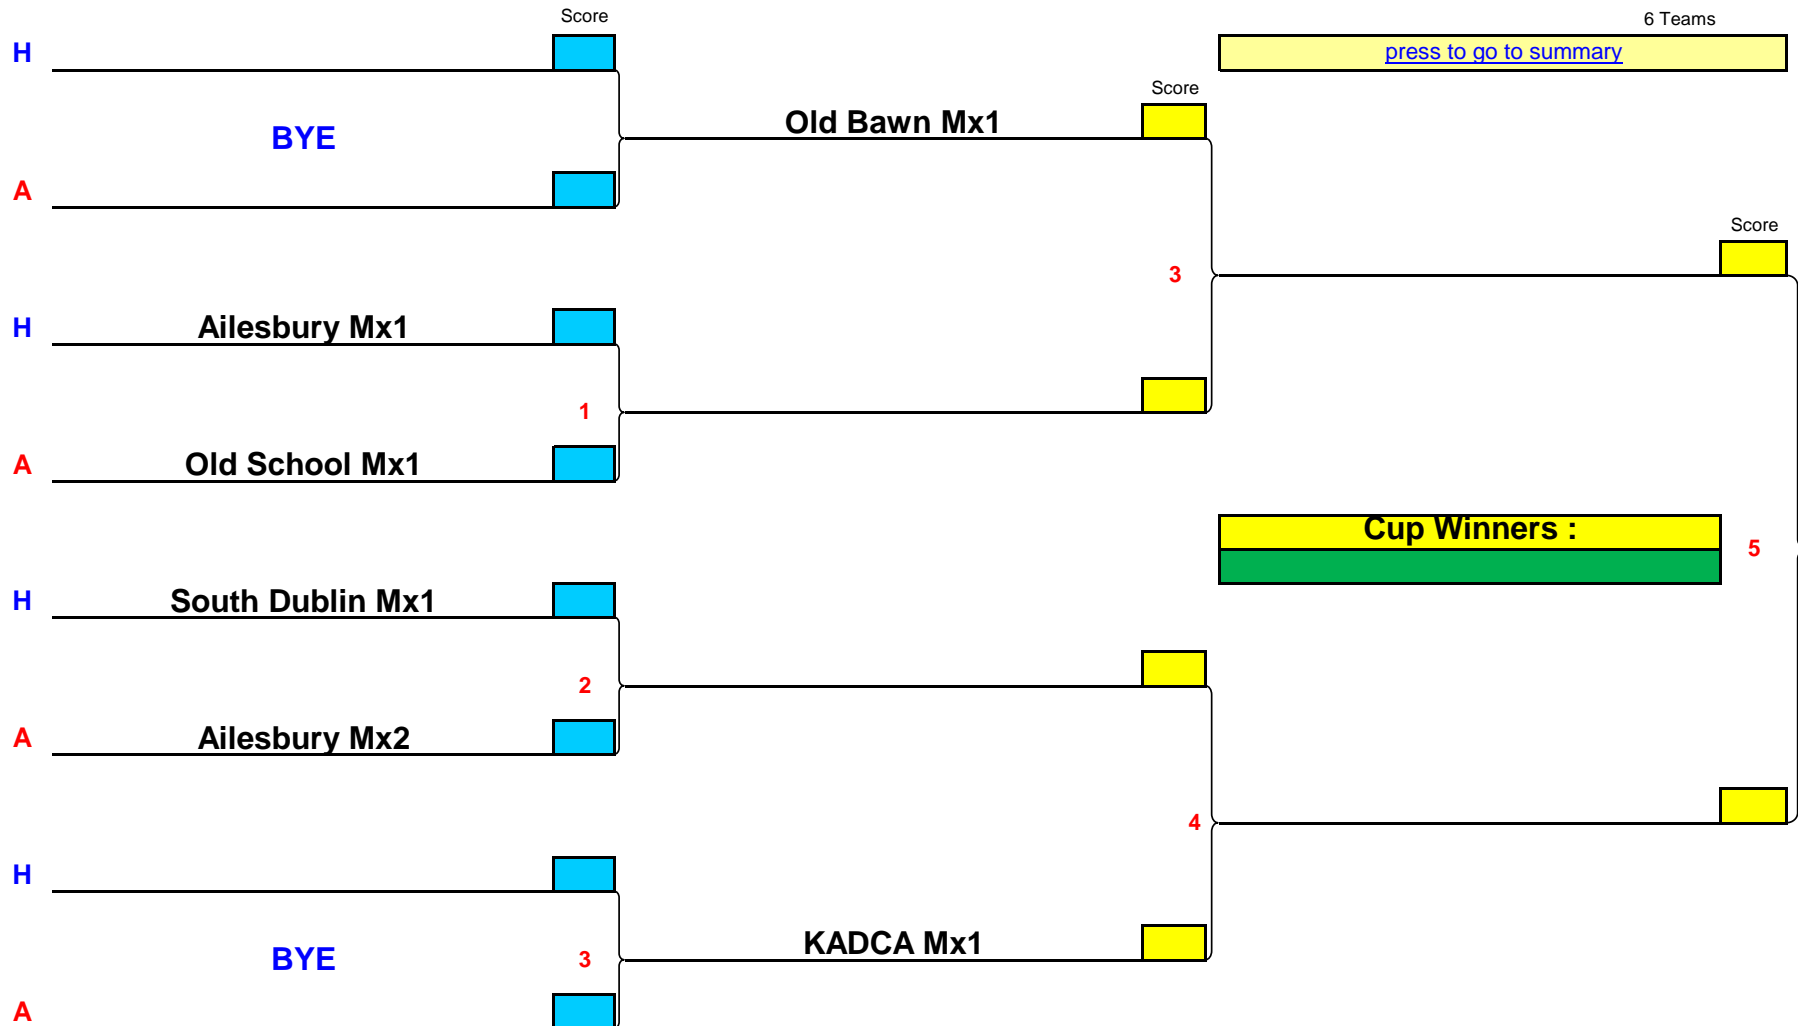 Score
6 Teams
H
press to go to summary
Score
Old Bawn Mx1
BYE
A
Score
3
H Ailesbury Mx1
1
A Old School Mx1
Cup Winners :
5
H South Dublin Mx1
2
A Ailesbury Mx2
4
H
KADCA Mx1
BYE 3
A